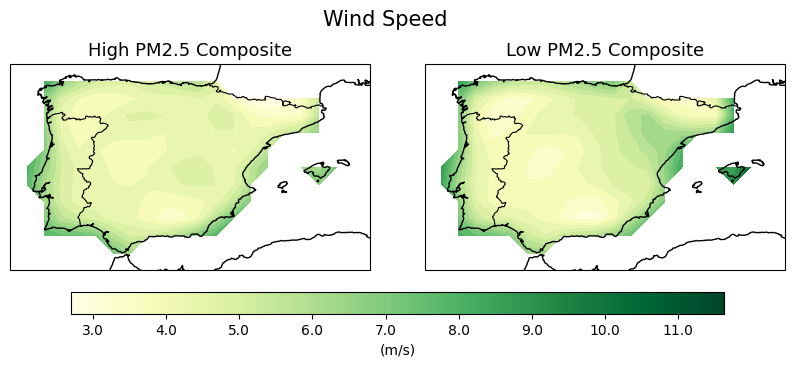 Wind Speed
High PM2.5 Composite
Low PM2.5 Composite
3.0 4.0 5.0 6.0 7.0 8.0 9.0 10.0 11.0
(m/s)